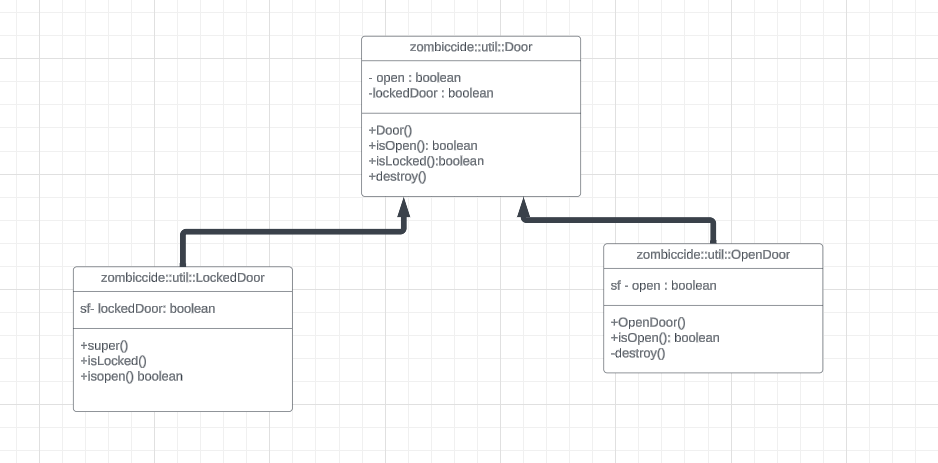 zombiccide::util::Door
- open : boolean
-lockedDoor : boolean
+Door()
+isOpen(): boolean
+isLocked():boolean
+destroy()
zombiccide::util::LockedDoor
sf- lockedDoor: boolean
+super()
+isLocked()
+isopen() boolean
zombiccide::util::OpenDoor
sf - open : boolean
+OpenDoor()
+isOpen(): boolean
-destroy()